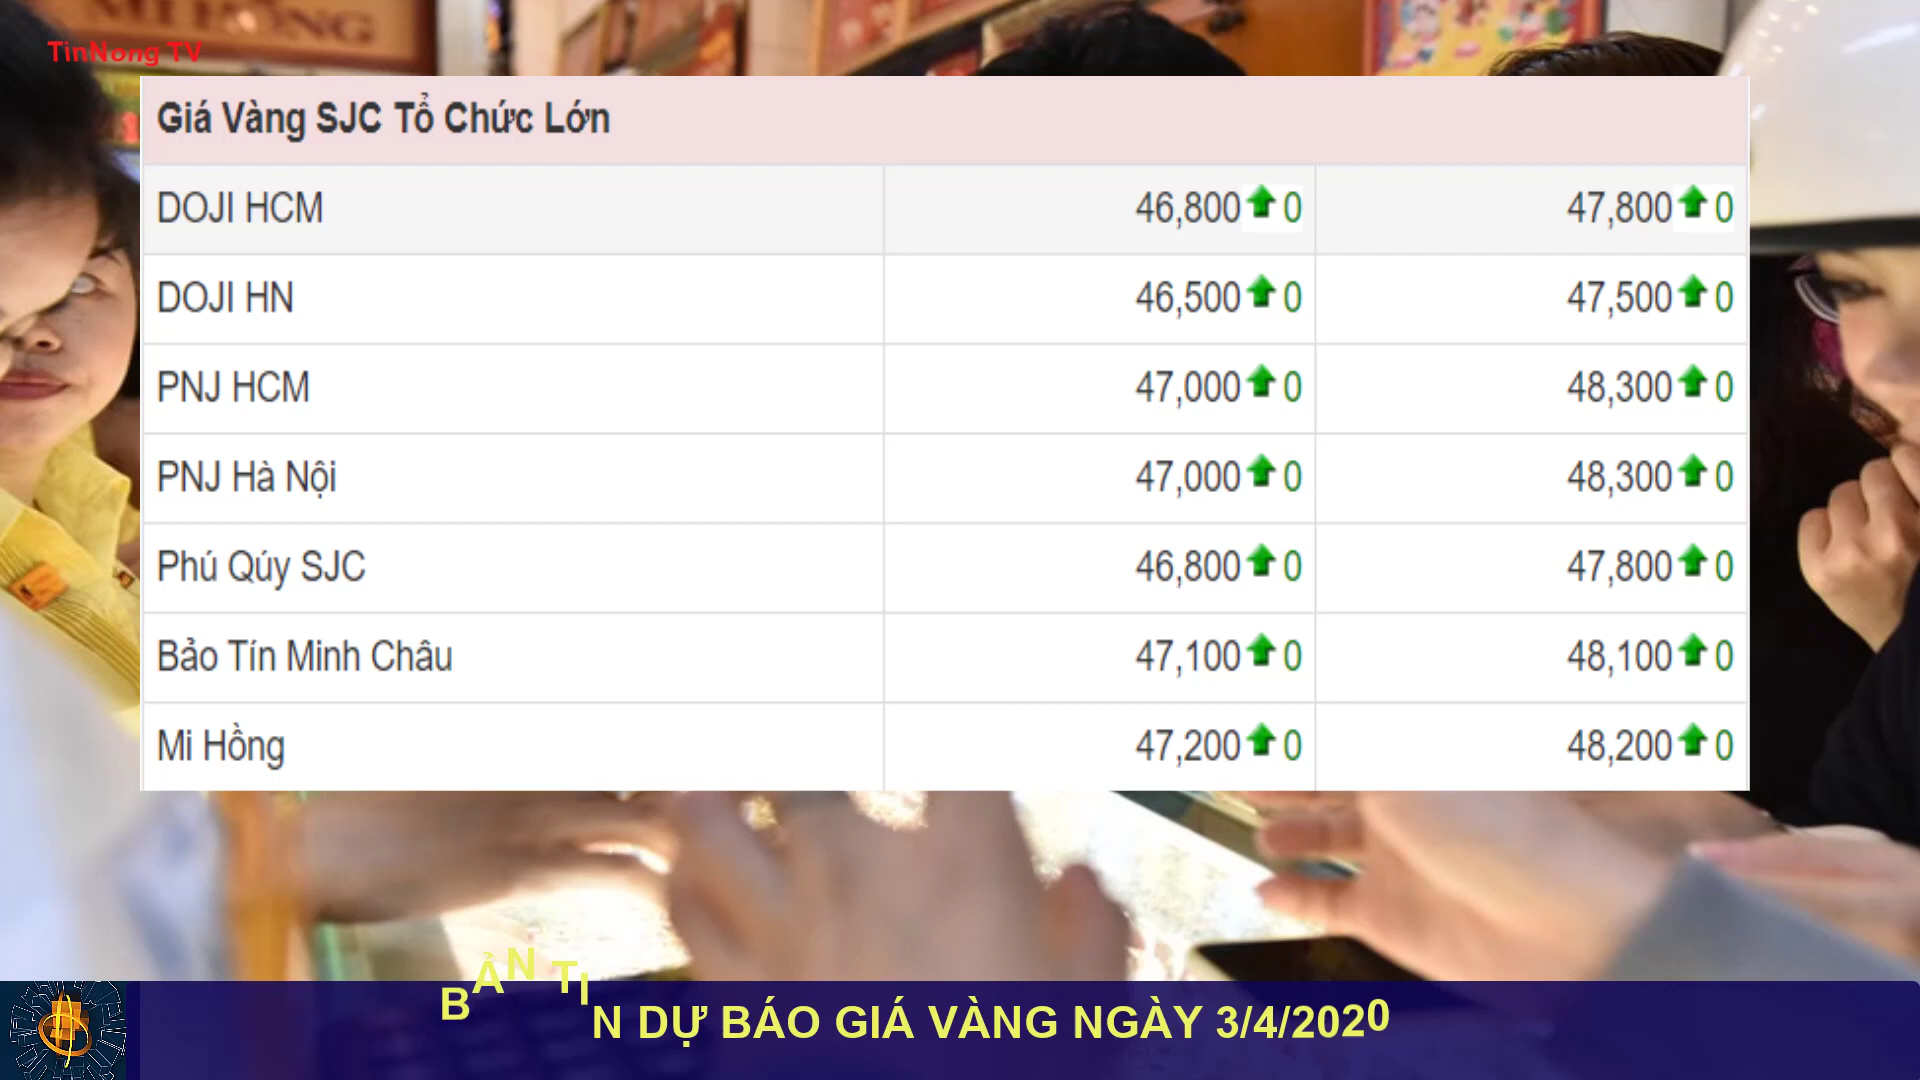 MI HỒNG
TinNong TV
Giá Vàng SJC Tổ Chức Lớn
DOJI HCM 46,800 0 47,800 0
DOJI HN 46,500 0 47,500 0
PNJ HCM 47,000 0 48,300 0
PNJ Hà Nội 47,000 0 48,300 0
Phú Qúy SJC 46,800 0 47,800 0
Bảo Tín Minh Châu 47,100 0 48,100 0
Mi Hồng 47,200 0 48,200 0
BẢN TIN DỰ BÁO GIÁ VÀNG NGÀY 3/4/2020